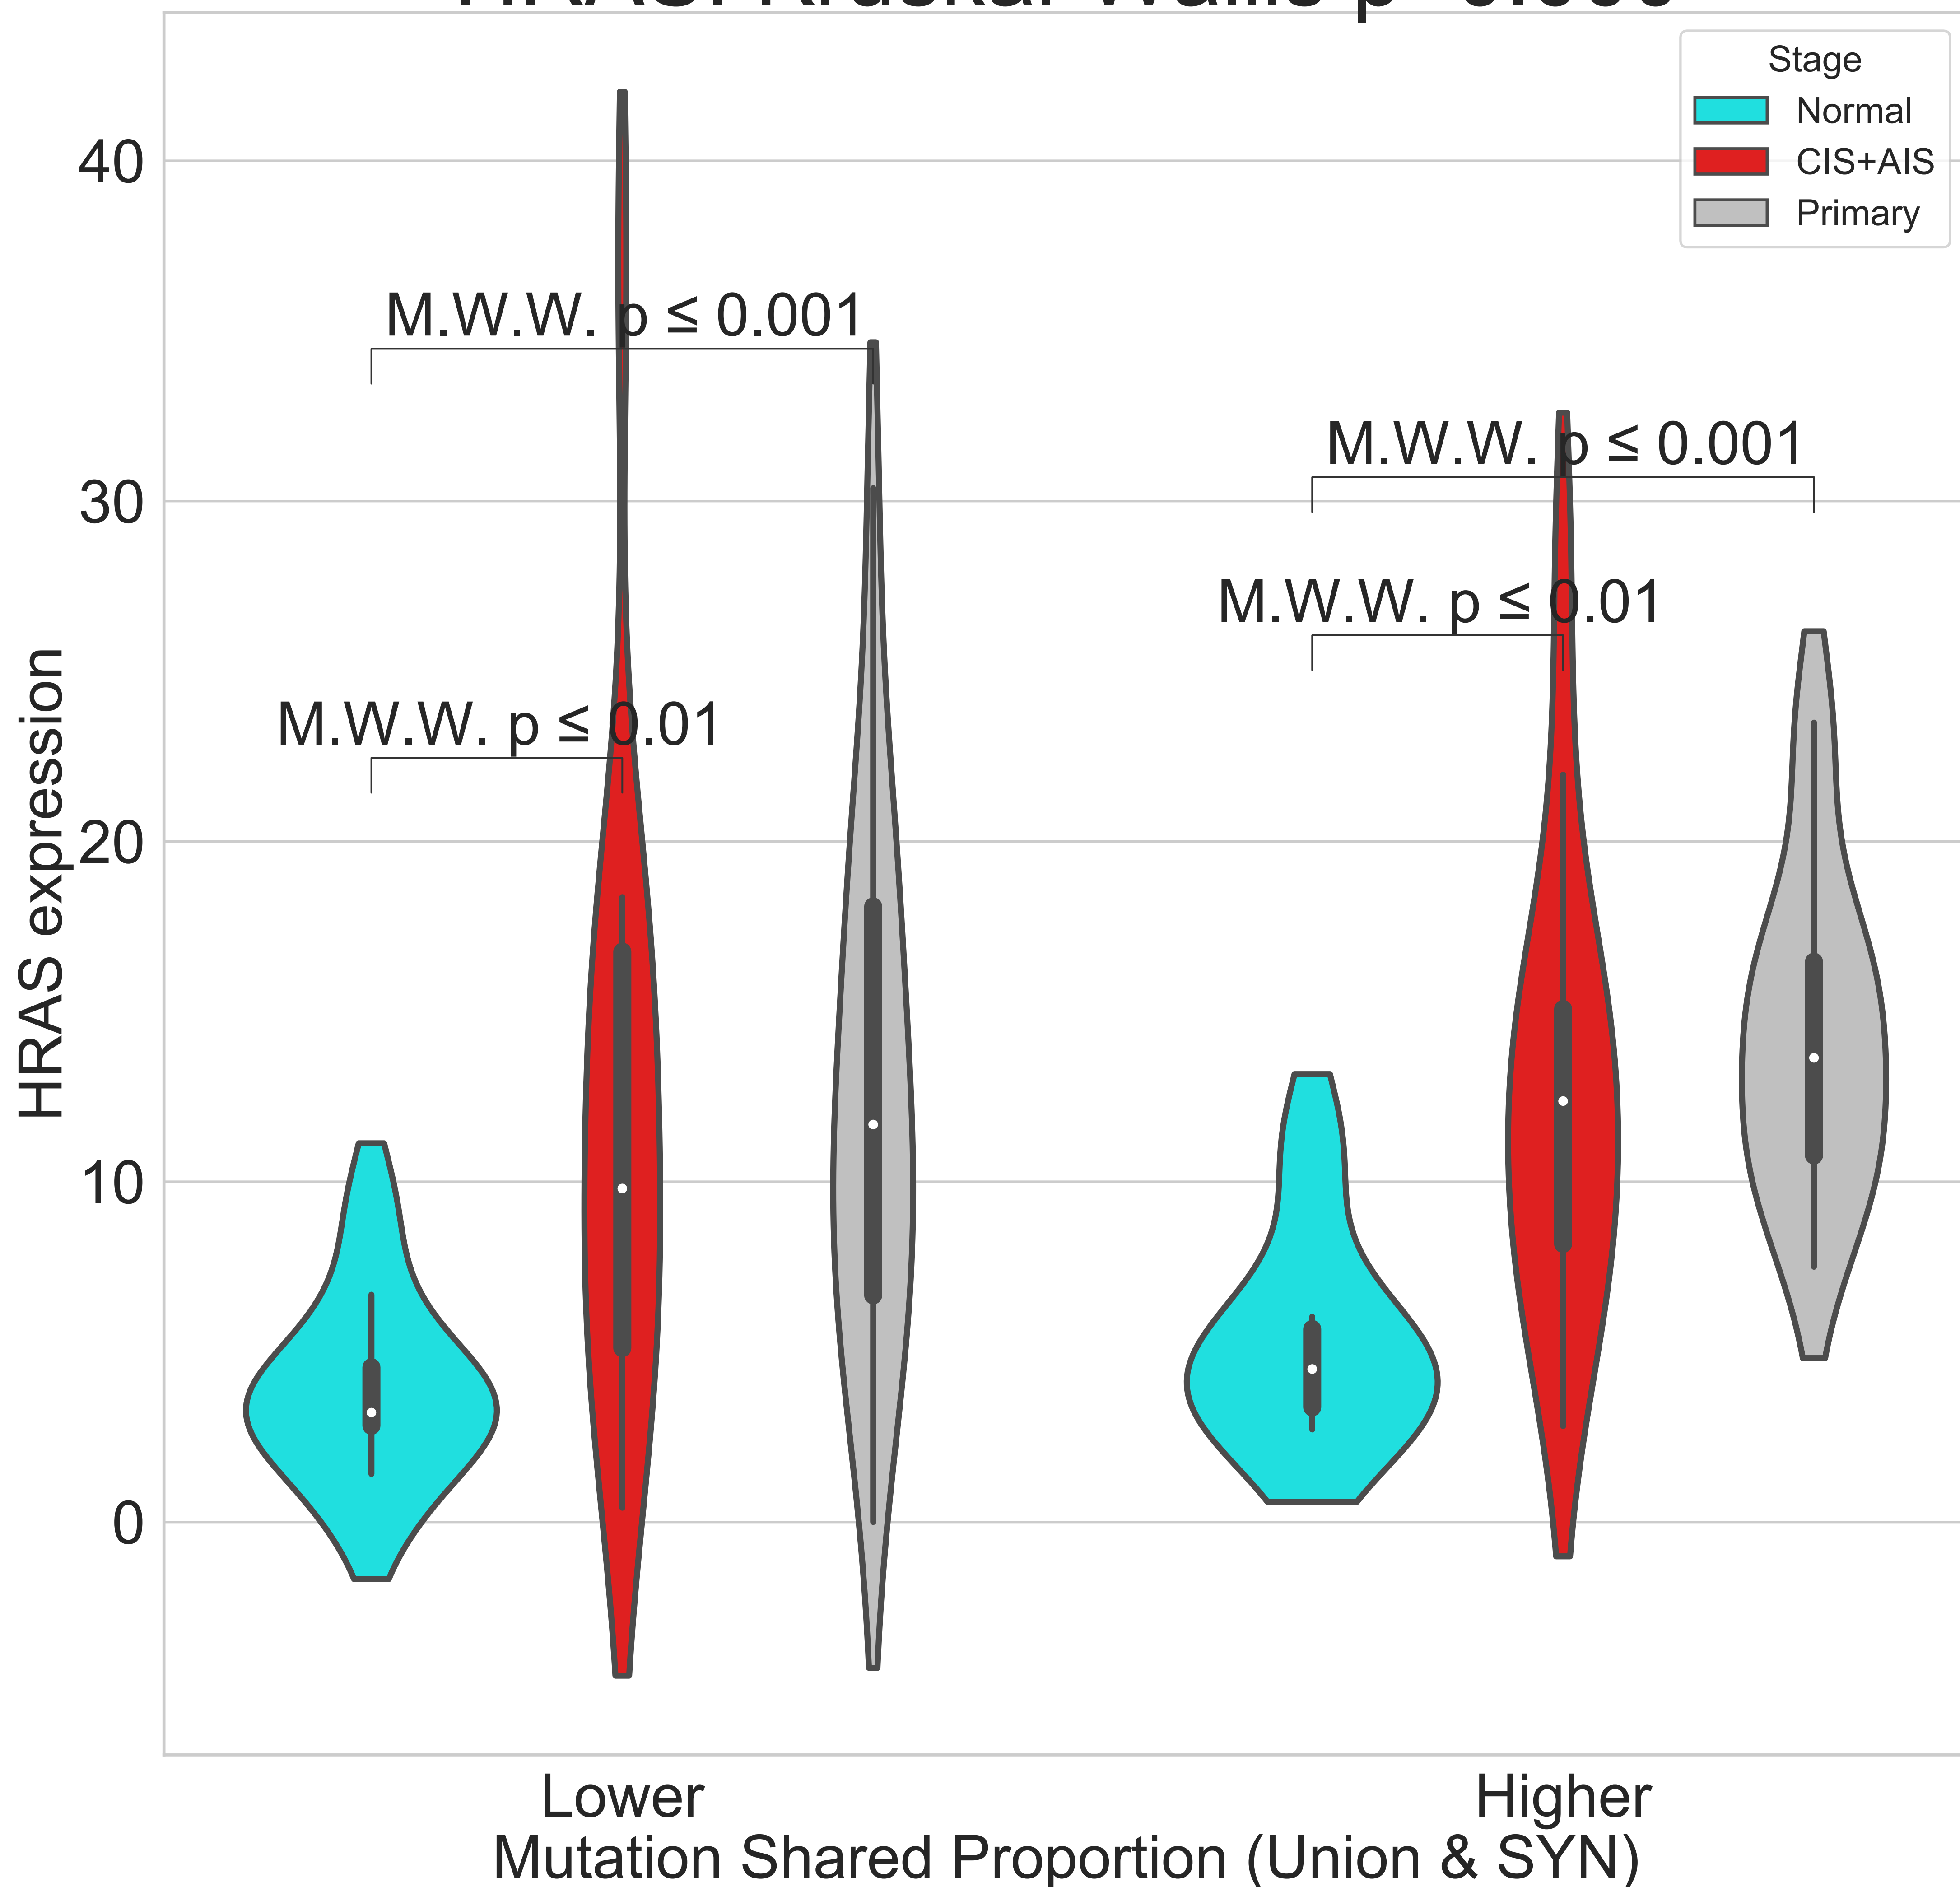 Stage
Normal
CIS+AIS
Primary
40
30
20
10
0
HRAS expression
M.W.W. p ≤ 0.001
M.W.W. p ≤ 0.01
M.W.W. p ≤ 0.001
M.W.W. p ≤ 0.01
Lower
Higher
Mutation Shared Proportion (Union & SYN)